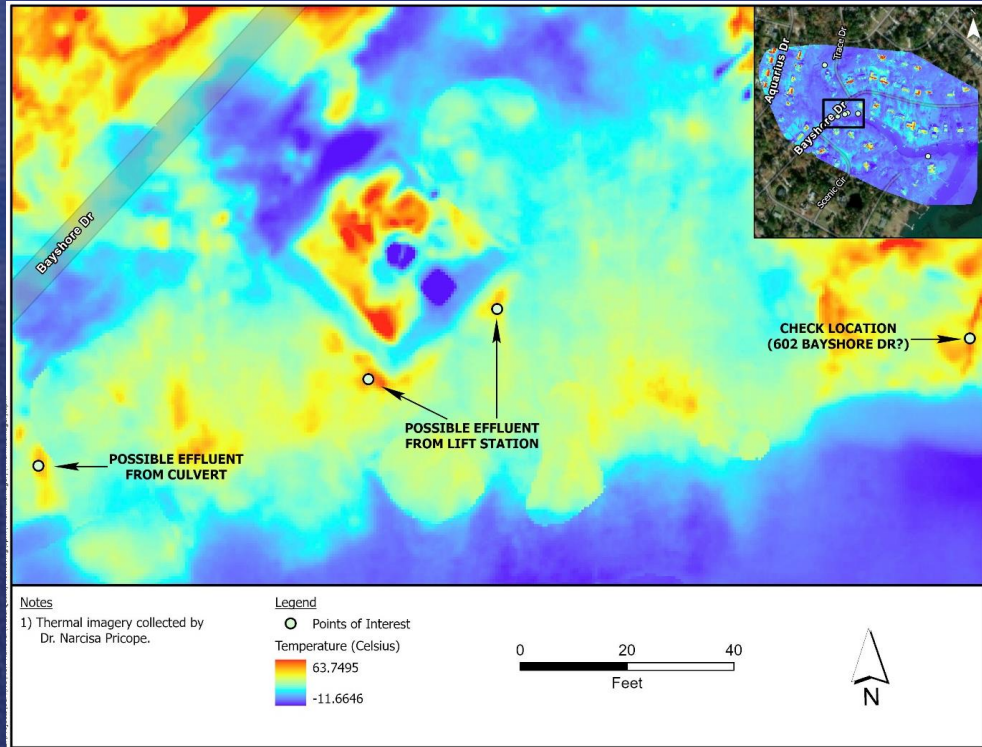 Aquarius Dr
Trace Dr
Bayshore Dr
Scenic Cir
Bayshore Dr
CHECK LOCATION
(602 BAYSHORE DR?)
POSSIBLE EFFLUENT
FROM LIFT STATION
POSSIBLE EFFLUENT
FROM CULVERT
Notes
1) Thermal imagery collected by
Dr. Narcisa Pricope.
Legend
Points of Interest
Temperature (Celsius)
63.7495
-11.6646
0 20 40
Feet
N